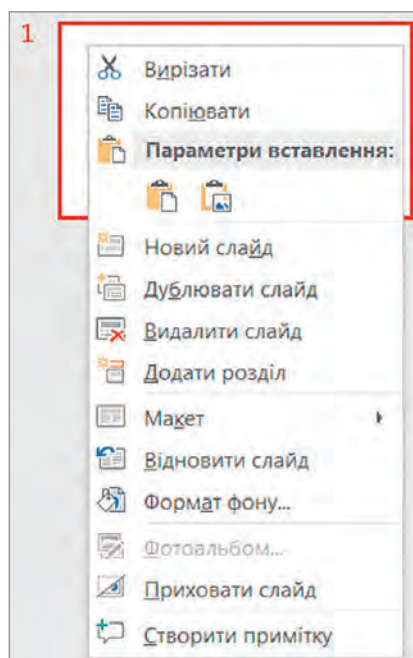 1
Вирізати
Копіювати
Параметри вставлення:
Новий слайд
Дублювати слайд
Видалити слайд
Додати розділ
Макет
Відновити слайд
Формат фону...
Фотоальбом...
Приховати слайд
Створити примітку